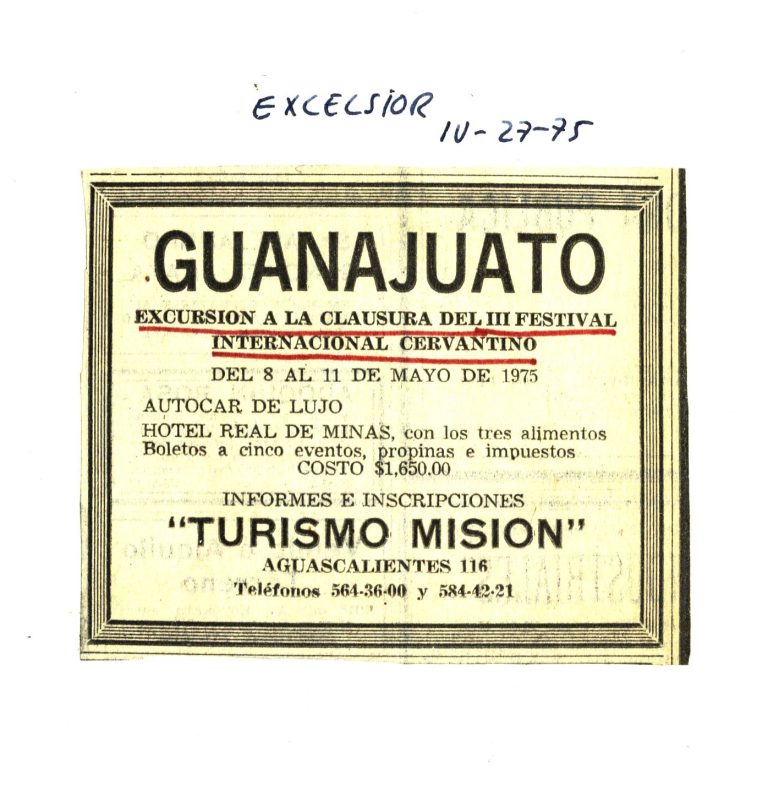 EXCELSIOR
IV-27-75
GUANAJUATO
EXCURSION A LA CLAUSURA DEL III FESTIVAL
INTERNACIONAL CERVANTINO
DEL 8 AL 11 DE MAYO DE 1975
AUTOCAR DE LUJO
HOTEL REAL DE MINAS, con los tres alimentos
Boletos a cinco eventos, propinas e impuestos
COSTO $1,650.00
INFORMES E INSCRIPCIONES
"TURISMO MISION"
AGUASCALIENTES 116
Teléfonos 564-36-00 y 584-42-21